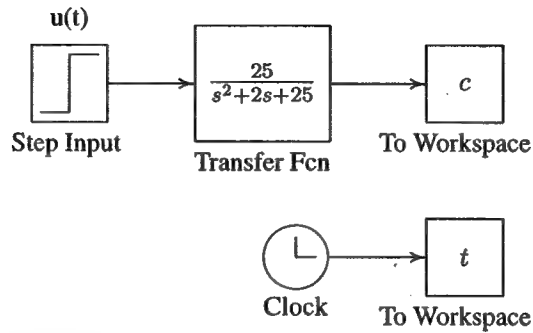 u(t)
25
s²+2s+25
c
Step Input
Transfer Fcn
To Workspace
t
Clock
To Workspace